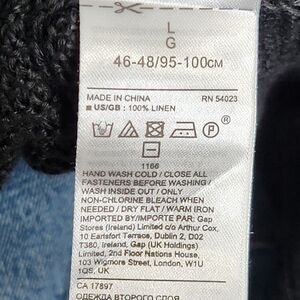 L
G
46-48/95-100CM
MADE IN CHINA RN 54023
■ US/GB : 100% LINEN
P ®
1166
HAND WASH COLD / CLOSE ALL
FASTENERS BEFORE WASHING /
WASH INSIDE OUT / ONLY
NON-CHLORINE BLEACH WHEN
NEEDED / DRY FLAT / WARM IRON
IMPORTED BY/IMPORTE PAR: Gap
Stores (Ireland) Limited c/o Arthur Cox,
10 Earlsfort Terrace, Dublin 2, D02
T380, Ireland, Gap (UK Holdings)
Limited, 2nd Floor Nations House,
103 Wigmore Street, London, W1U
1QS, UK
CA 17897
ОДЕЖДА ВТОРОГО СЛОЯ